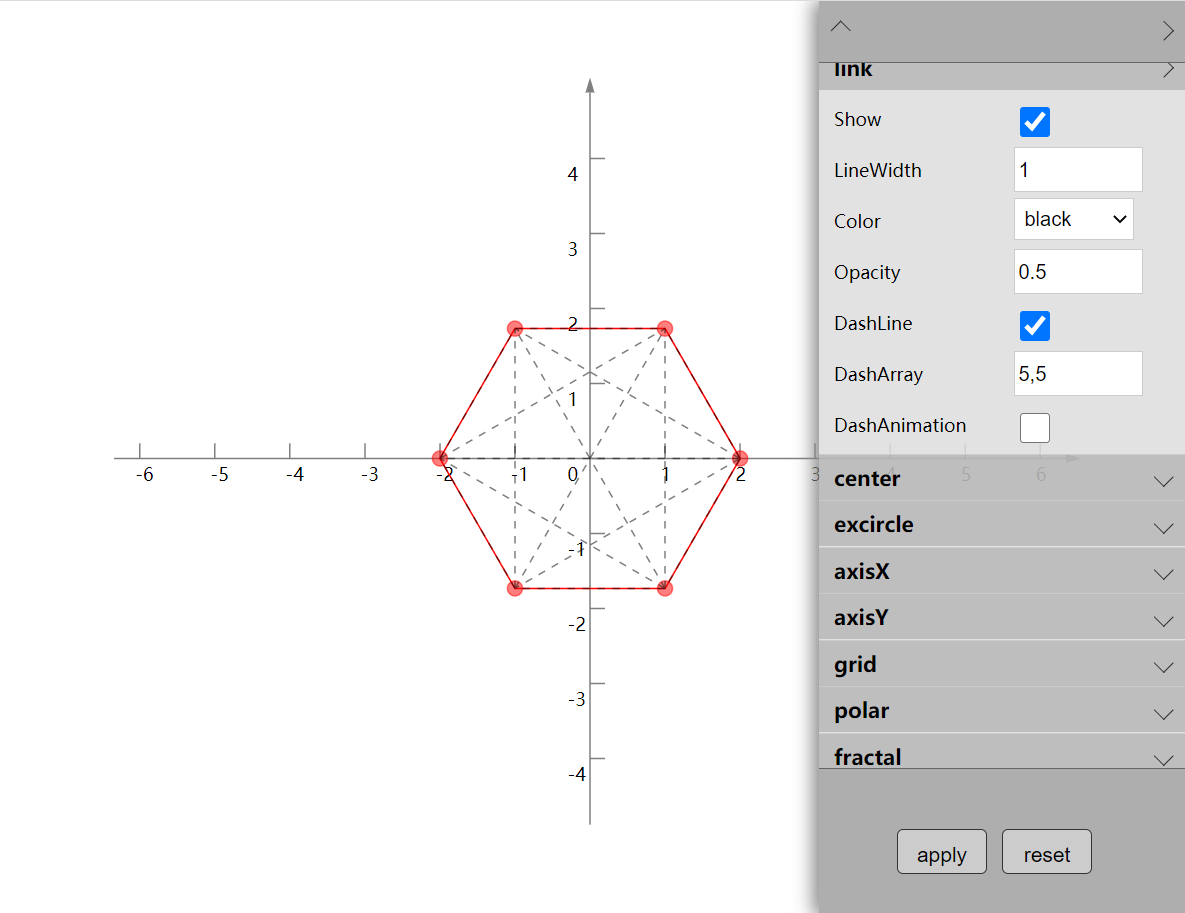 link
Show
LineWidth 1
Color black
Opacity 0.5
DashLine
DashArray 5,5
DashAnimation
center
excircle
axisX
axisY
grid
polar
fractal
apply reset
4
3
2
1
-6 -5 -4 -3 -2 -1 0 1 2 3 4 5 6
-1
-2
-3
-4